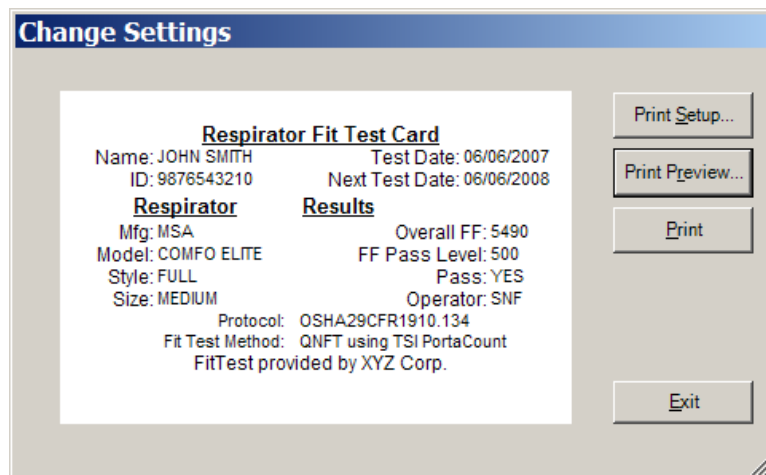 Change Settings
Respirator Fit Test Card
Name: JOHN SMITH Test Date: 06/06/2007
ID: 9876543210 Next Test Date: 06/06/2008
Respirator Results
Mfg: MSA Overall FF: 5490
Model: COMFO ELITE FF Pass Level: 500
Style: FULL Pass: YES
Size: MEDIUM Operator: SNF
Protocol: OSHA29CFR1910.134
Fit Test Method: QNFT using TSI PortaCount
FitTest provided by XYZ Corp.
Print Setup...
Print Preview...
Print
Exit